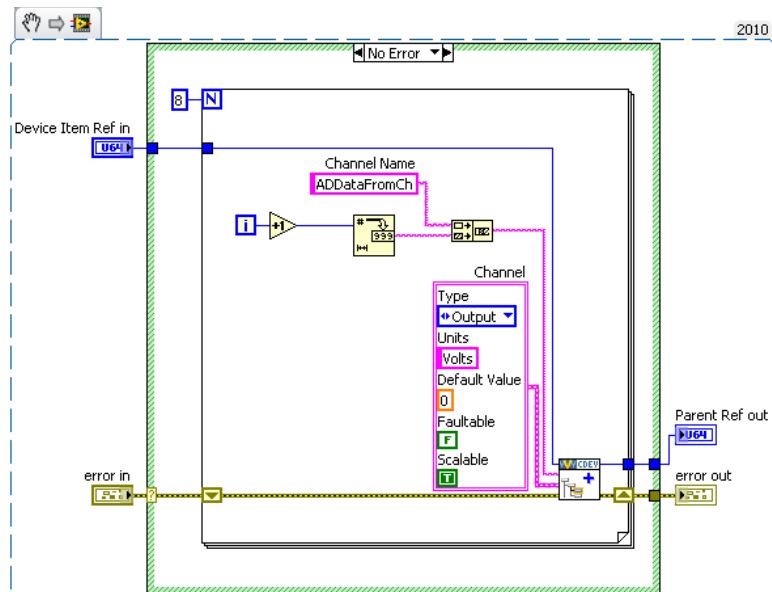 2010
No Error
8 N
Device Item Ref in
U64
Channel Name
ADDataFromCh
i +1 # 999
Channel
Type
Output
Units
Volts
Default Value
0
Faultable
F
Scalable
T
CDEV
Parent Ref out
U64
error in
?
error out